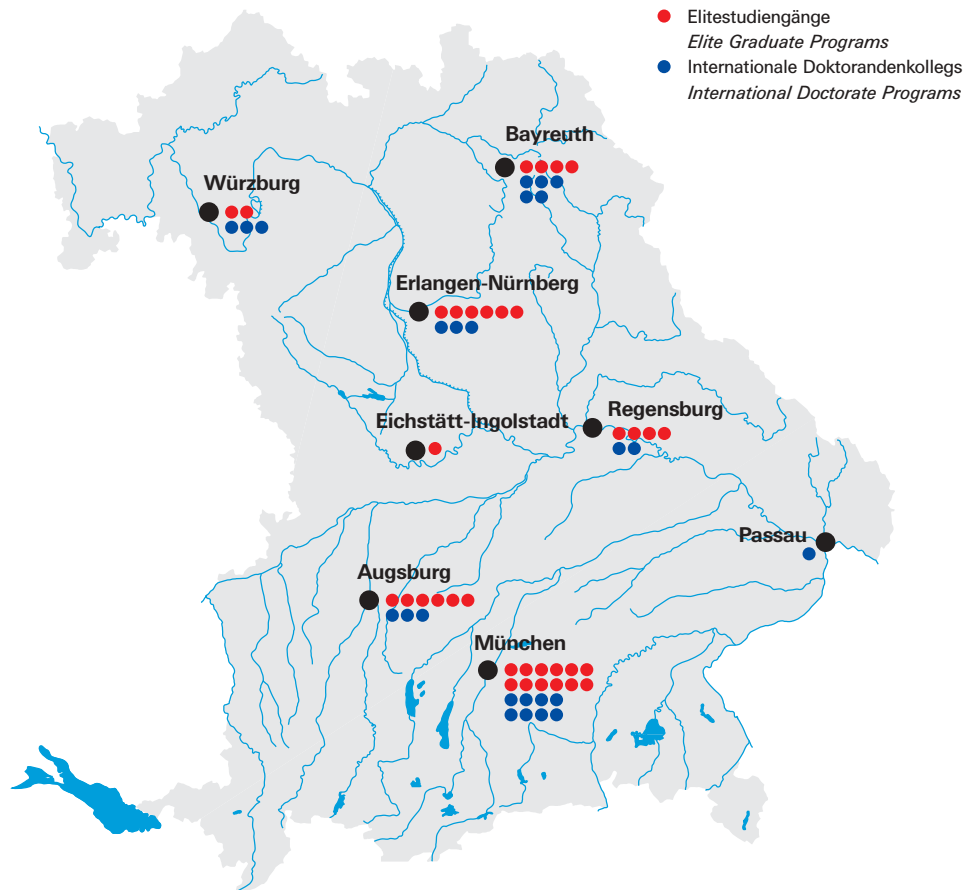 Elitestudiengänge
Elite Graduate Programs
Internationale Doktorandenkollegs
International Doctorate Programs
Bayreuth
Würzburg
Erlangen-Nürnberg
Regensburg
Eichstätt-Ingolstadt
Passau
Augsburg
München